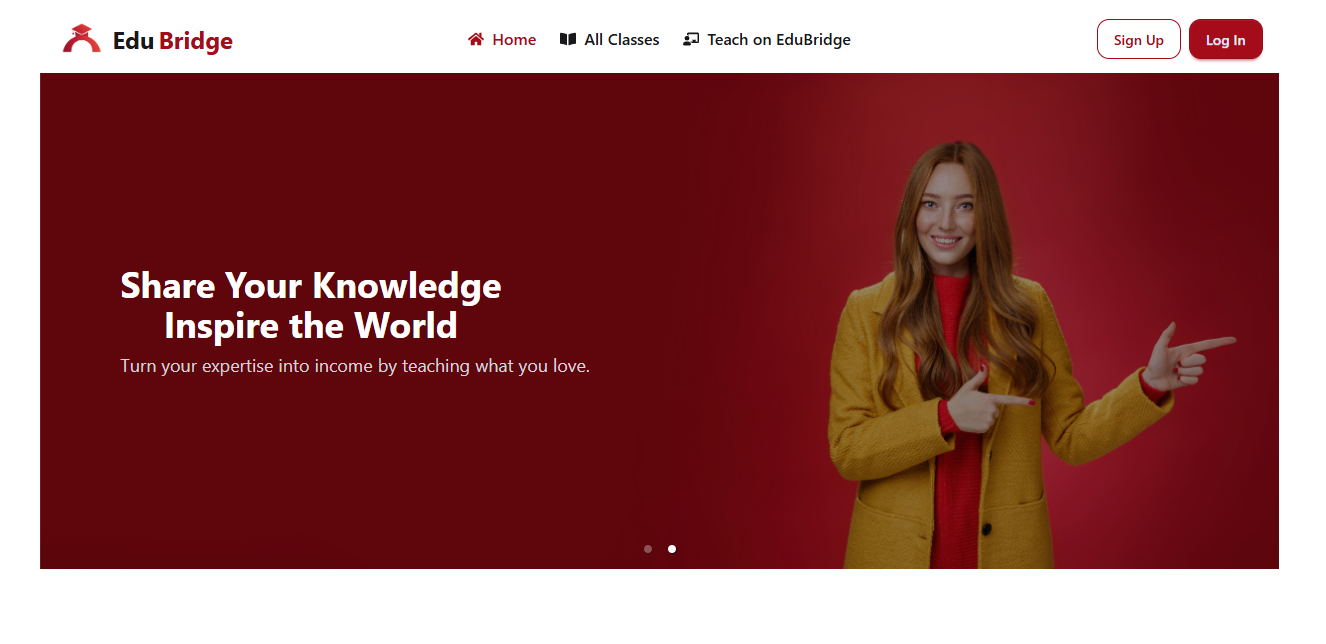 Edu Bridge
Home
All Classes
Teach on EduBridge
Sign Up
Log In
Share Your Knowledge
Inspire the World
Turn your expertise into income by teaching what you love.